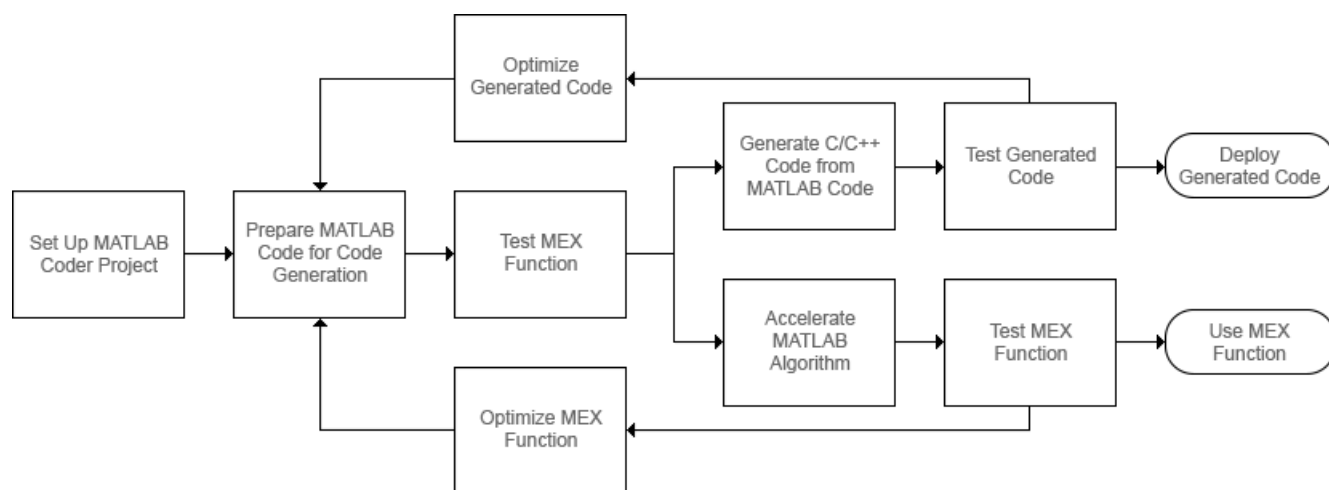 Optimize
Generated Code
Generate C/C++
Code from
MATLAB Code
Test Generated
Code
Deploy
Generated Code
Set Up MATLAB
Coder Project
Prepare MATLAB
Code for Code
Generation
Test MEX
Function
Accelerate
MATLAB
Algorithm
Test MEX
Function
Use MEX
Function
Optimize MEX
Function